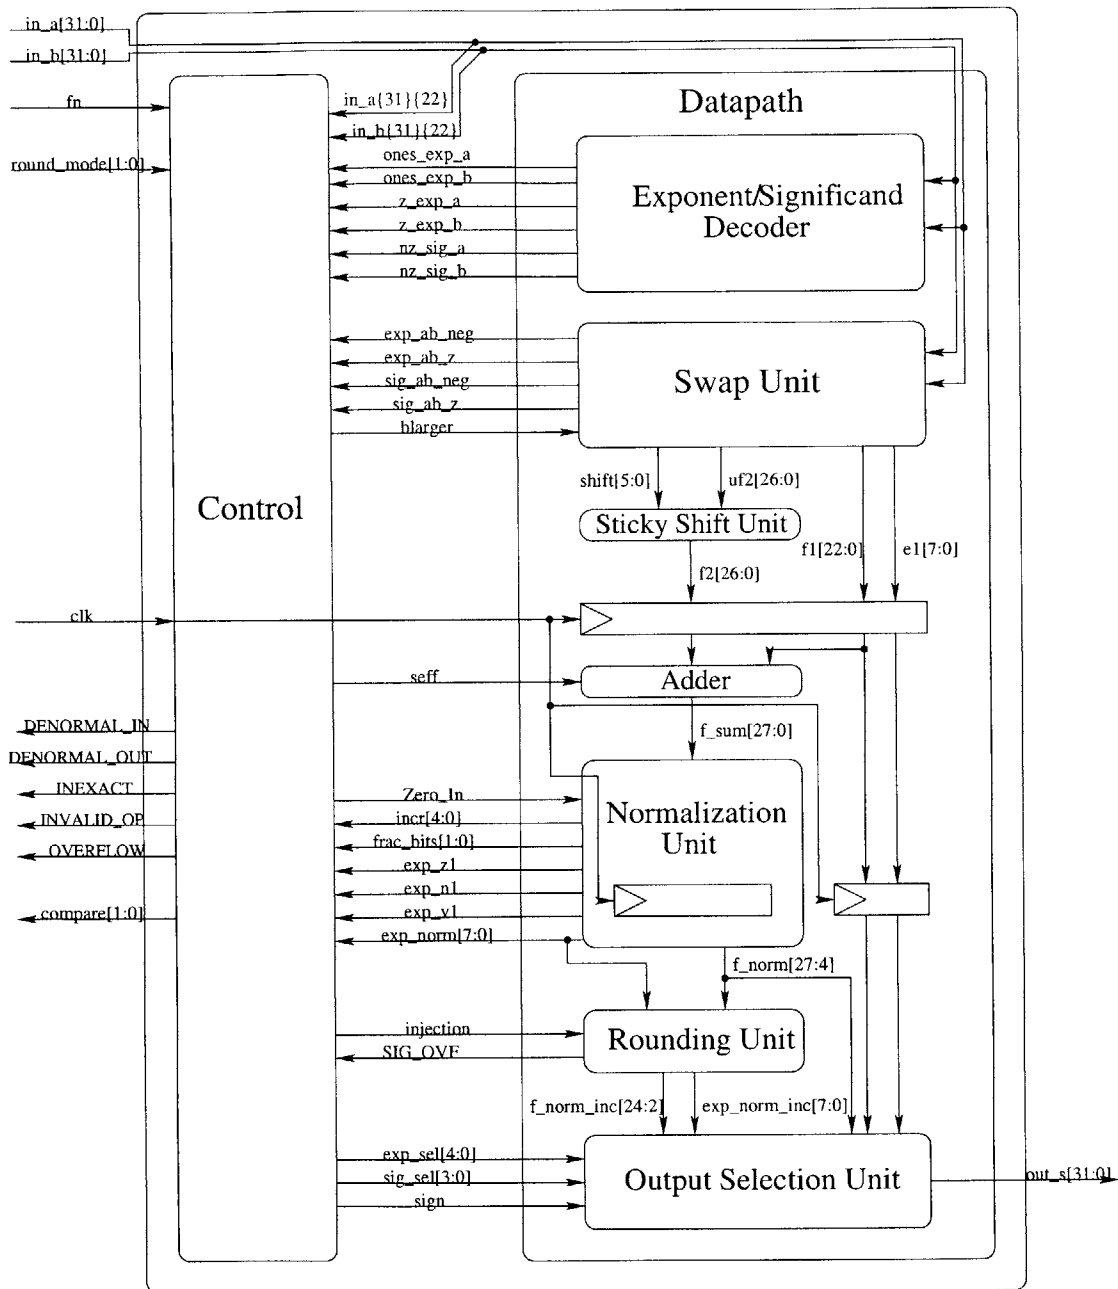 in_a[31:0]
in_b[31:0]
fn
in_a{31}{22}
Datapath
in_b{31}{22}
round_mode[1:0]
ones_exp_a
ones_exp_b
z_exp_a
z_exp_b
nz_sig_a
nz_sig_b
Exponent/Significand
Decoder
exp_ab_neg
exp_ab_z
sig_ab_neg
sig_ab_z
blarger
Swap Unit
shift[5:0]
uf2[26:0]
Control
Sticky Shift Unit
f1[22:0]
e1[7:0]
f2[26:0]
clk
seff
Adder
DENORMAL_IN
f_sum[27:0]
DENORMAL_OUT
INEXACT
Zero_In
INVALID_OP
incr[4:0]
Normalization
Unit
OVERFLOW
frac_bits[1:0]
exp_z1
exp_n1
compare[1:0]
exp_v1
exp_norm[7:0]
f_norm[27:4]
injection
Rounding Unit
SIG_OVF
f_norm_inc[24:2]
exp_norm_inc[7:0]
exp_sel[4:0]
sig_sel[3:0]
sign
Output Selection Unit
out_s[31:0]